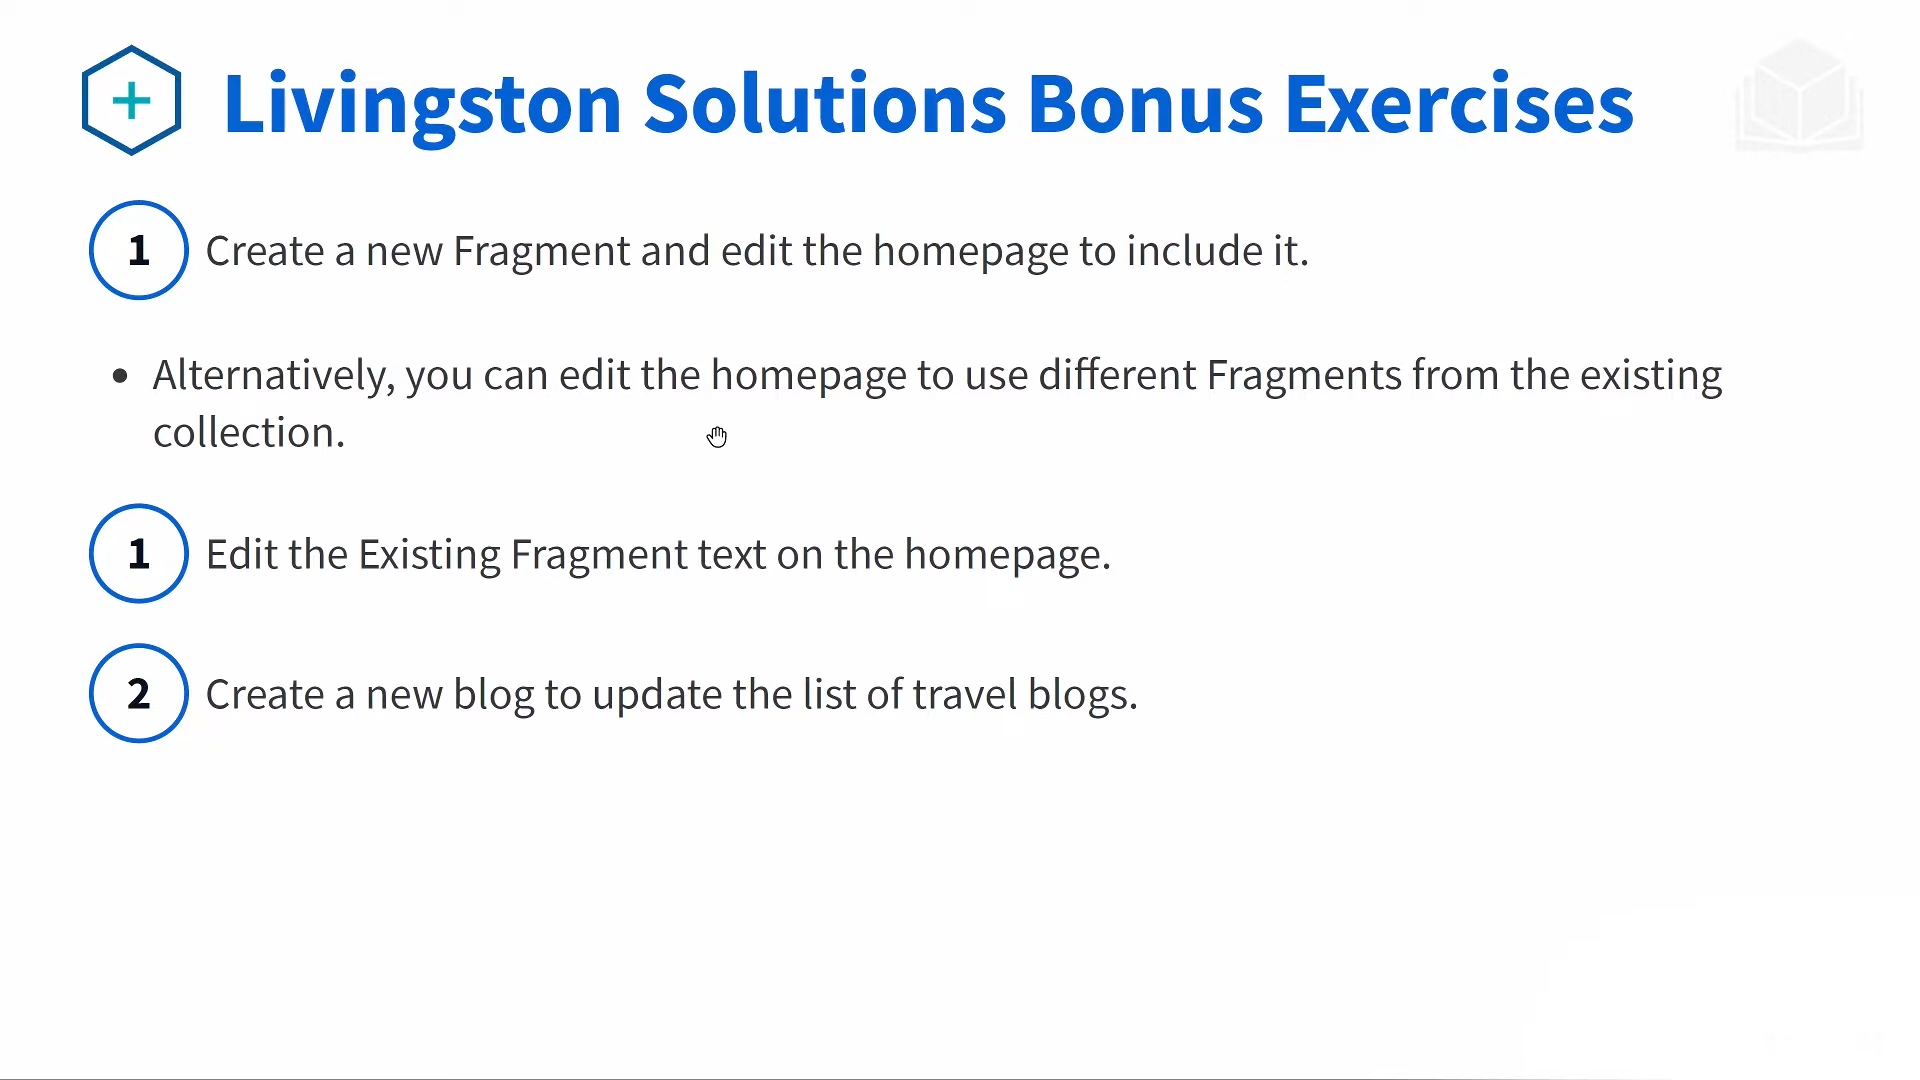 Livingston Solutions Bonus Exercises
1 Create a new Fragment and edit the homepage to include it.
• Alternatively, you can edit the homepage to use different Fragments from the existing
collection.
1 Edit the Existing Fragment text on the homepage.
2 Create a new blog to update the list of travel blogs.